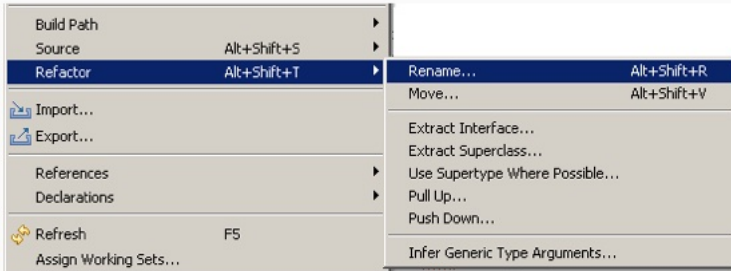 Build Path
Source Alt+Shift+S
Refactor Alt+Shift+T
Import...
Export...
References
Declarations
Refresh F5
Assign Working Sets...
Rename... Alt+Shift+R
Move... Alt+Shift+V
Extract Interface...
Extract Superclass...
Use Supertype Where Possible...
Pull Up...
Push Down...
Infer Generic Type Arguments...